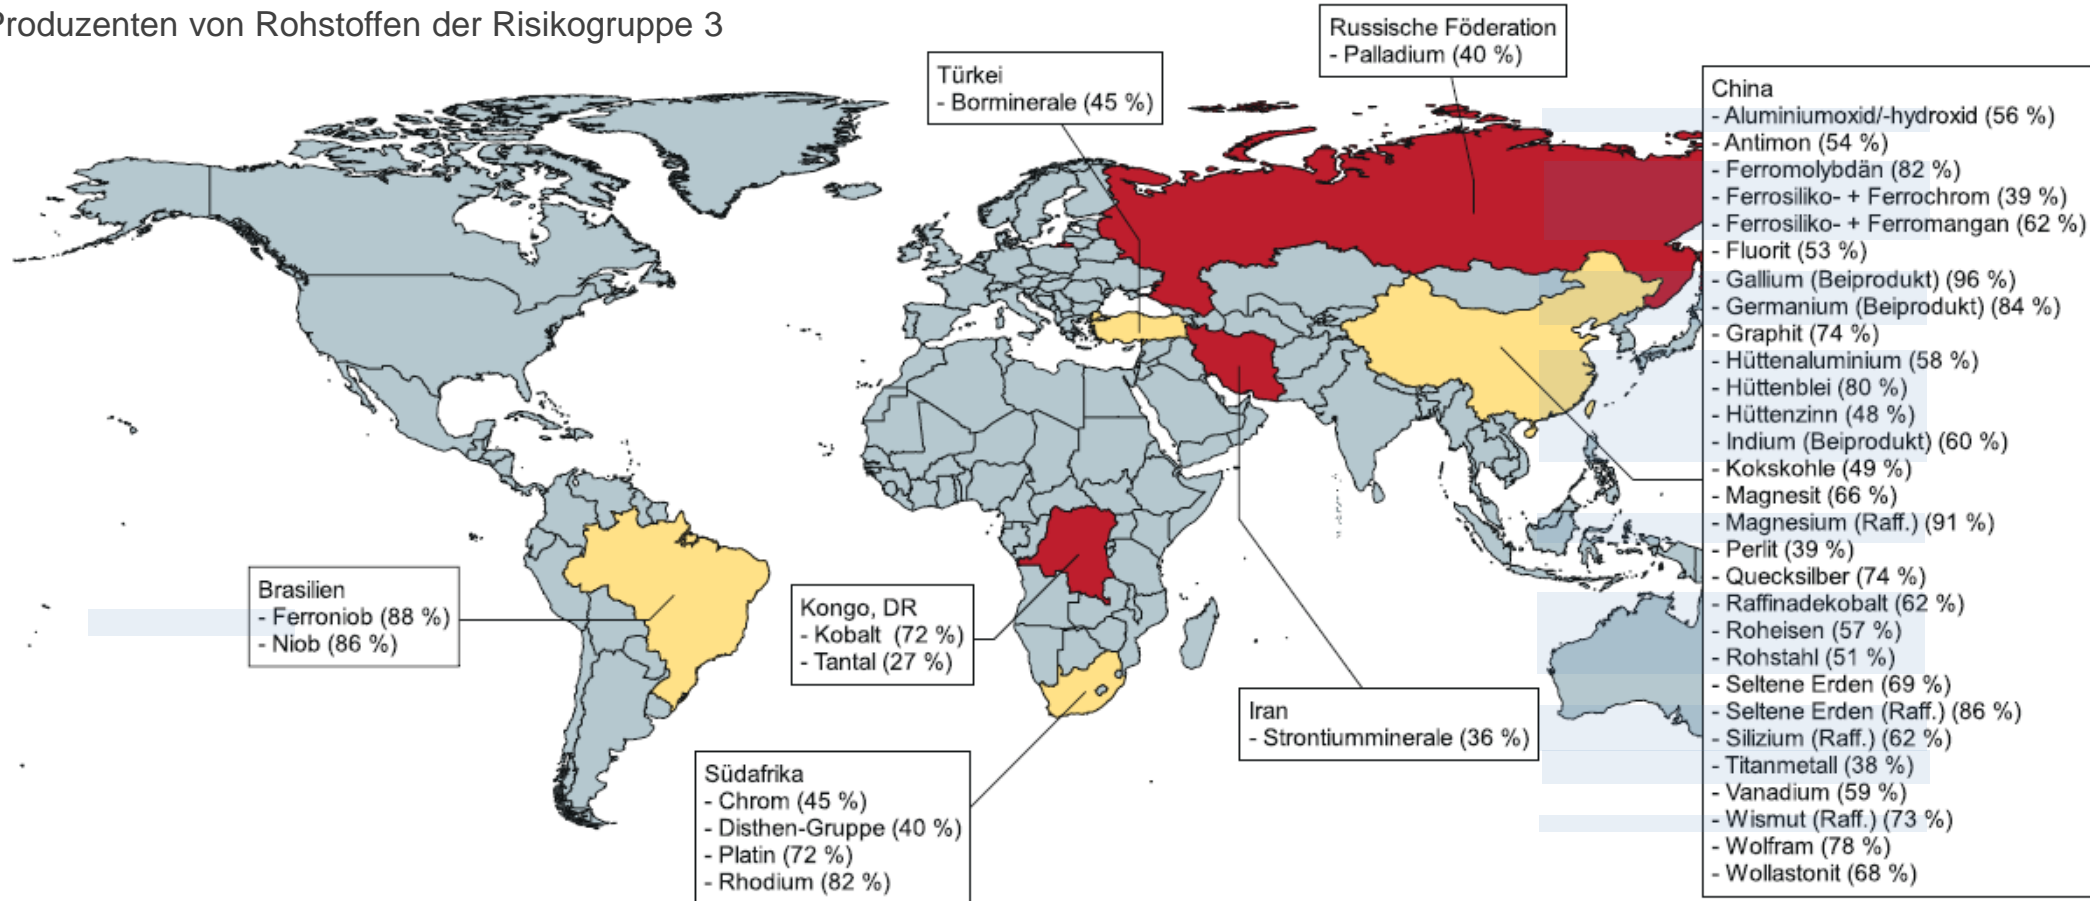 Produzenten von Rohstoffen der Risikogruppe 3
Russische Föderation
- Palladium (40 %)
Türkei
- Borminerale (45 %)
China
- Aluminiumoxid/-hydroxid (56 %)
- Antimon (54 %)
- Ferromolybdän (82 %)
- Ferrosiliko- + Ferrochrom (39 %)
- Ferrosiliko- + Ferromangan (62 %)
- Fluorit (53 %)
- Gallium (Beiprodukt) (96 %)
- Germanium (Beiprodukt) (84 %)
- Graphit (74 %)
- Hüttenaluminium (58 %)
- Hüttenblei (80 %)
- Hüttenzinn (48 %)
- Indium (Beiprodukt) (60 %)
- Kokskohle (49 %)
- Magnesit (66 %)
- Magnesium (Raff.) (91 %)
- Perlit (39 %)
- Quecksilber (74 %)
- Raffinadekobalt (62 %)
- Roheisen (57 %)
- Rohstahl (51 %)
- Seltene Erden (69 %)
- Seltene Erden (Raff.) (86 %)
- Silizium (Raff.) (62 %)
- Titanmetall (38 %)
- Vanadium (59 %)
- Wismut (Raff.) (73 %)
- Wolfram (78 %)
- Wollastonit (68 %)
Brasilien
- Ferroniob (88 %)
- Niob (86 %)
Kongo, DR
- Kobalt (72 %)
- Tantal (27 %)
Iran
- Strontiumminerale (36 %)
Südafrika
- Chrom (45 %)
- Disthen-Gruppe (40 %)
- Platin (72 %)
- Rhodium (82 %)